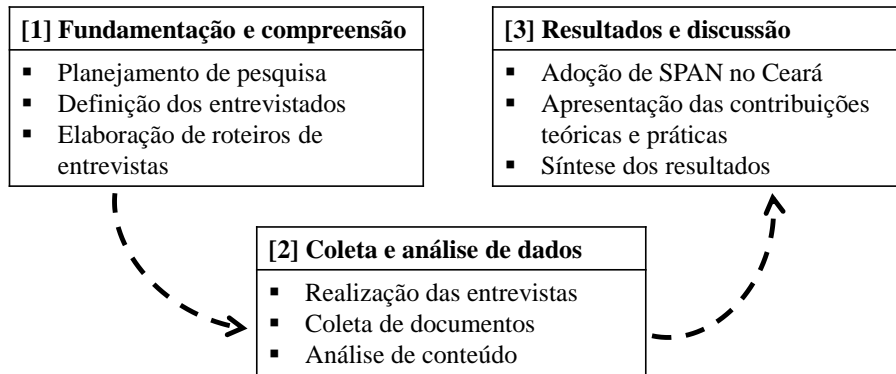 [1] Fundamentação e compreensão
▪ Planejamento de pesquisa
▪ Definição dos entrevistados
▪ Elaboração de roteiros de
entrevistas
[2] Coleta e análise de dados
▪ Realização das entrevistas
▪ Coleta de documentos
▪ Análise de conteúdo
[3] Resultados e discussão
▪ Adoção de SPAN no Ceará
▪ Apresentação das contribuições
teóricas e práticas
▪ Síntese dos resultados